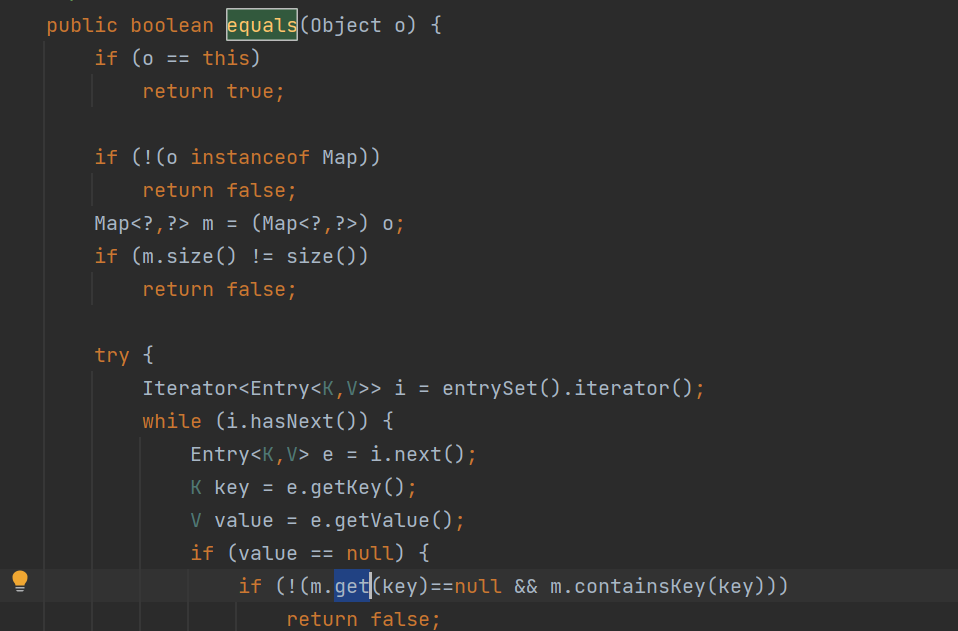 public boolean equals(Object o) {
    if (o == this)
        return true;

    if (!(o instanceof Map))
        return false;
    Map<?,?> m = (Map<?,?>) o;
    if (m.size() != size())
        return false;

    try {
        Iterator<Entry<K,V>> i = entrySet().iterator();
        while (i.hasNext()) {
            Entry<K,V> e = i.next();
            K key = e.getKey();
            V value = e.getValue();
            if (value == null) {
                if (!(m.get(key)==null && m.containsKey(key)))
                    return false;